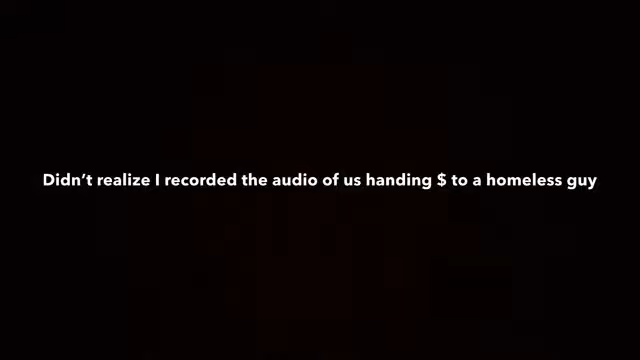 Didn’t realize I recorded the audio of us handing $ to a homeless guy